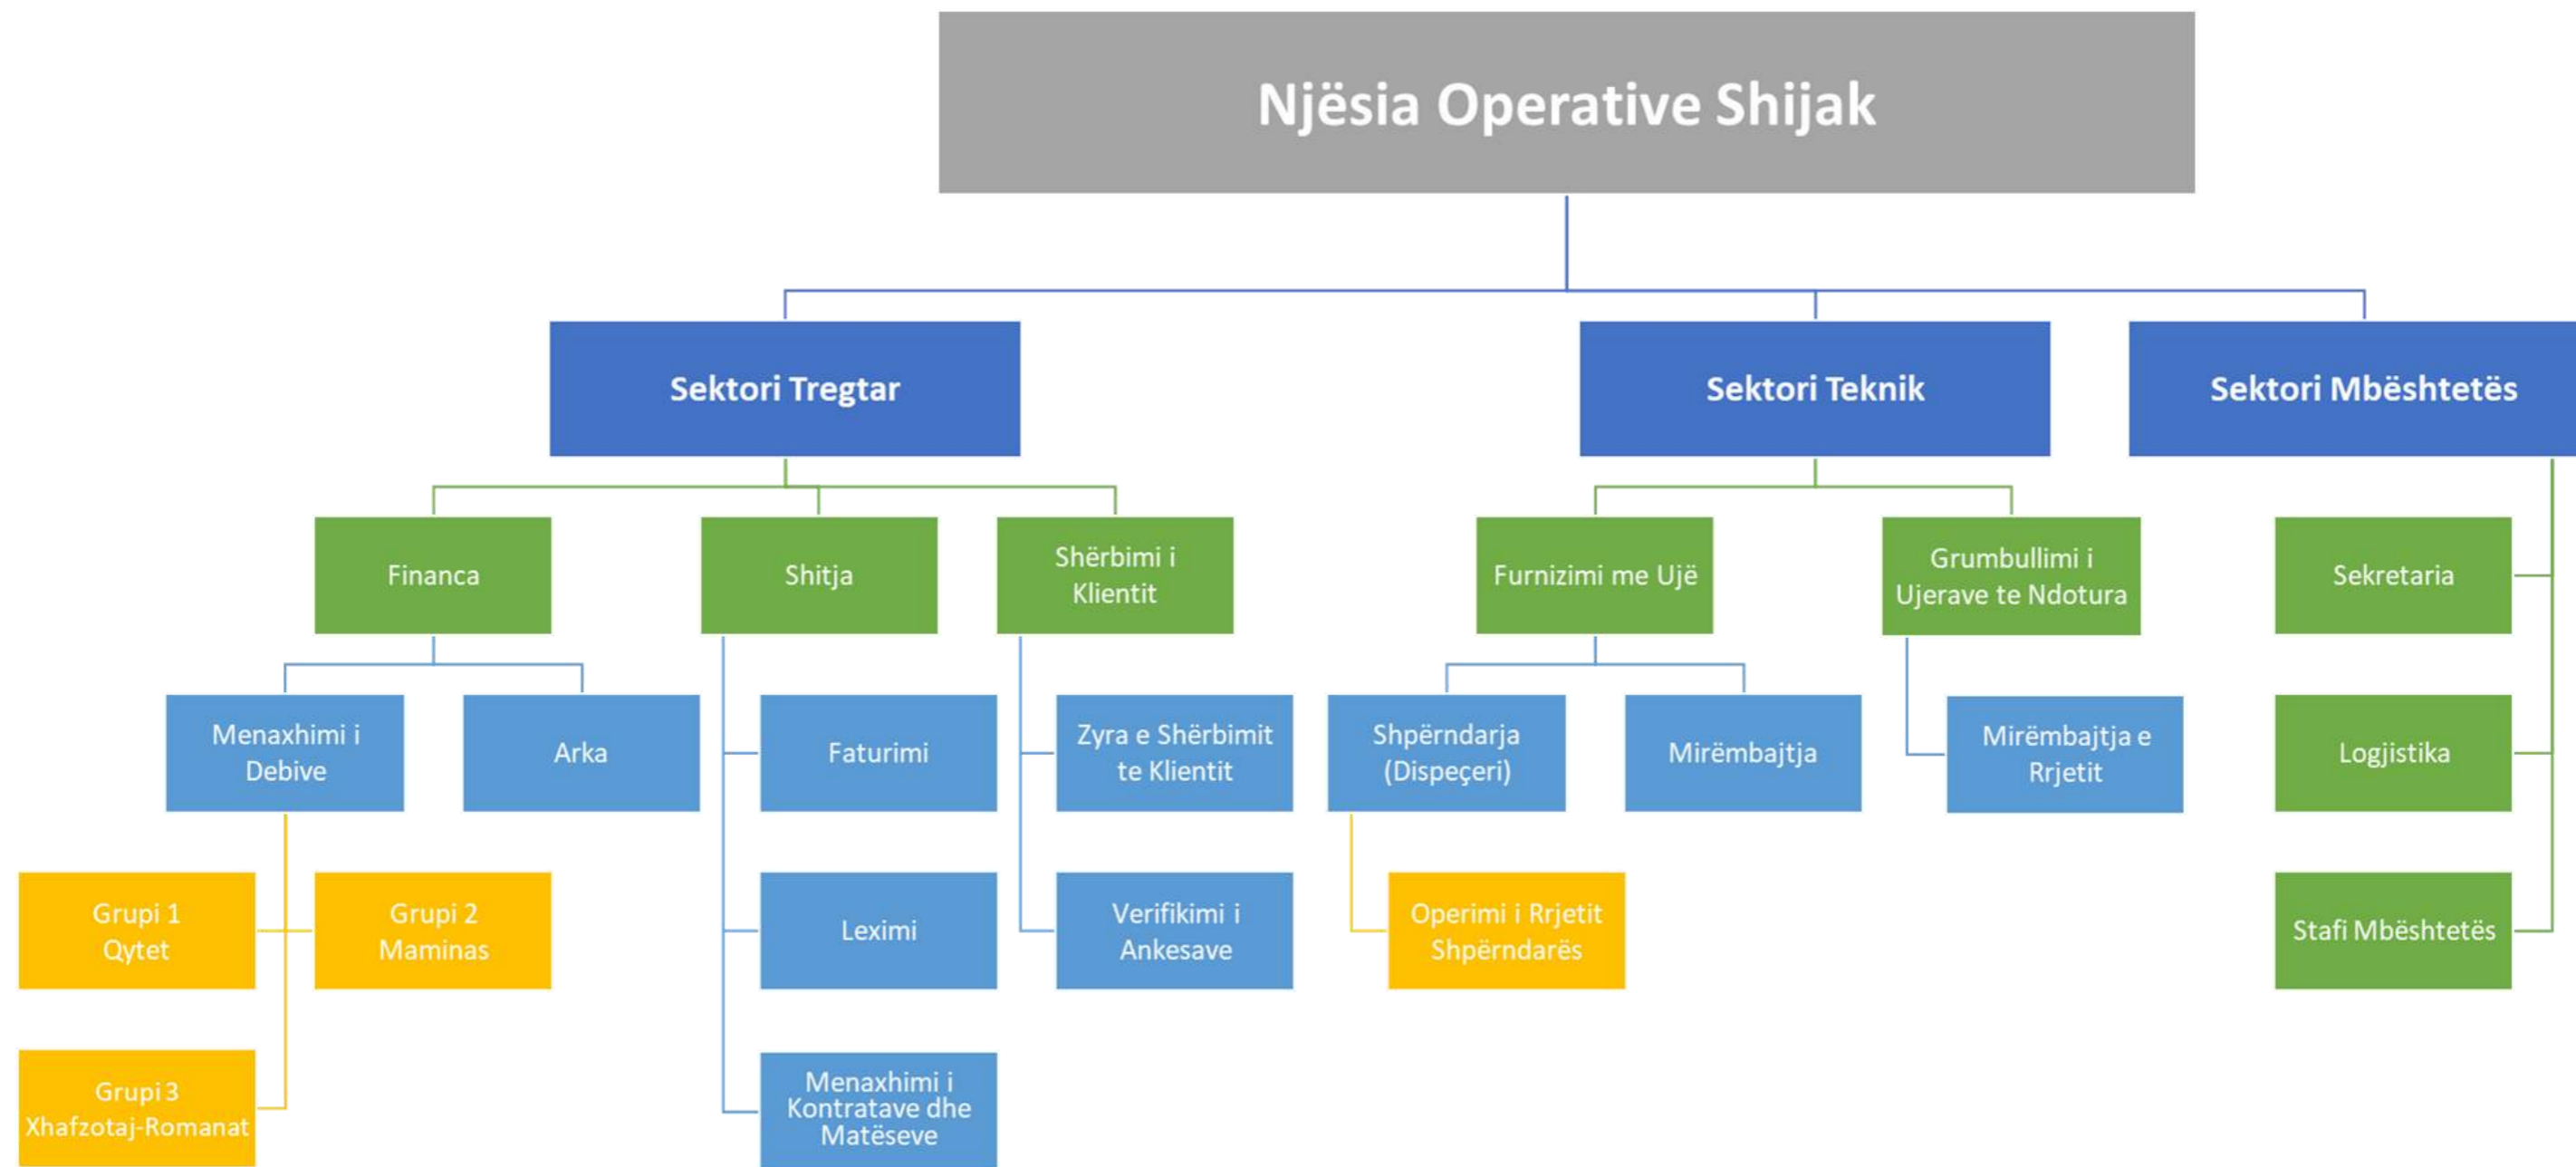 Njësia Operative Shijak
Sektori Tregtar
Sektori Teknik
Sektori Mbështetës
Financa
Shitja
Shërbimi i
Klientit
Furnizimi me Ujë
Grumbullimi i
Ujerave te Ndotura
Sekretaria
Menaxhimi i
Debive
Arka
Faturimi
Zyra e Shërbimit
te Klientit
Shpërndarja
(Dispeçeri)
Mirëmbajtja
Mirëmbajtja e
Rrjetit
Logjistika
Grupi 1
Qytet
Grupi 2
Maminas
Leximi
Verifikimi i
Ankesave
Operimi i Rrjetit
Shpërndarës
Stafi Mbështetës
Grupi 3
Xhafzotaj-Romanat
Menaxhimi i
Kontratave dhe
Matëseve